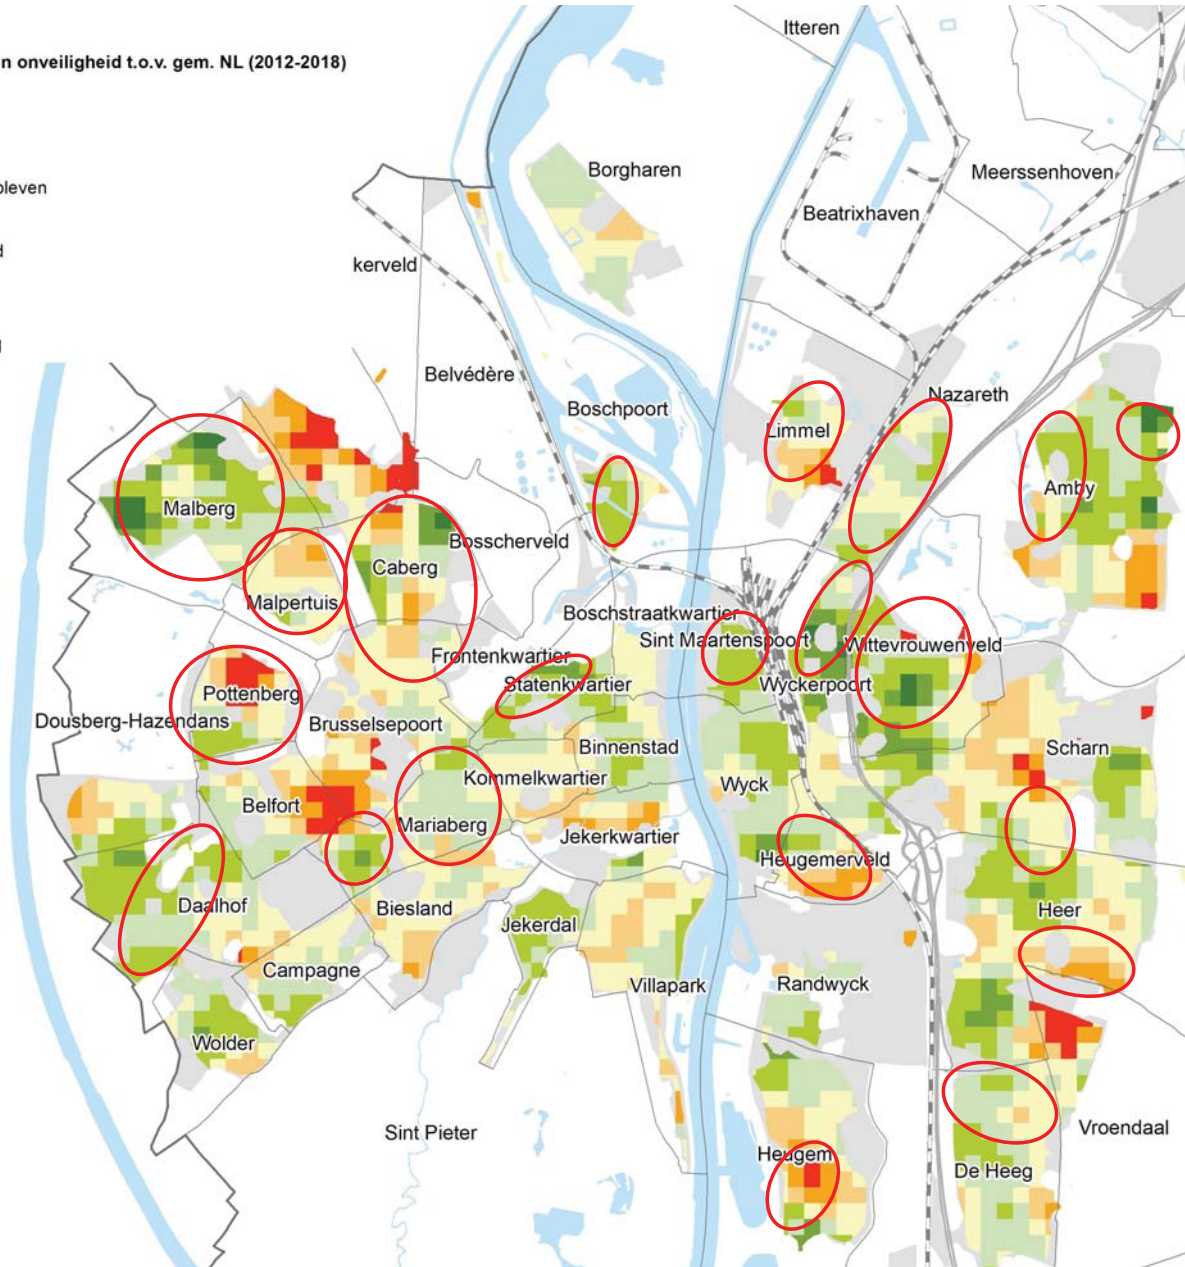 Itteren
n onveiligheid t.o.v. gem. NL (2012-2018)
Borgharen
Meerssenhoven
oleven
Beatrixhaven
d
kerveld
Belvédère
Nazareth
Boschpoort
Limmel
Amby
Malberg
Bosscherveld
Caberg
Malpertuis
Boschstraatkwartier
Sint Maartenspoort
Wittevrouwenveld
Frontenkwartier
Statenkwartier
Wyckerpoort
Pottenberg
Dousberg-Hazendans
Brusselsepoort
Binnenstad
Scharn
Kommelkwartier
Wyck
Belfort
Mariaberg
Jekerkwartier
Heugemerveld
Daalhof
Biesland
Heer
Jekerdal
Campagne
Villapark
Randwyck
Wolder
Sint Pieter
Vroendaal
Heugem
De Heeg